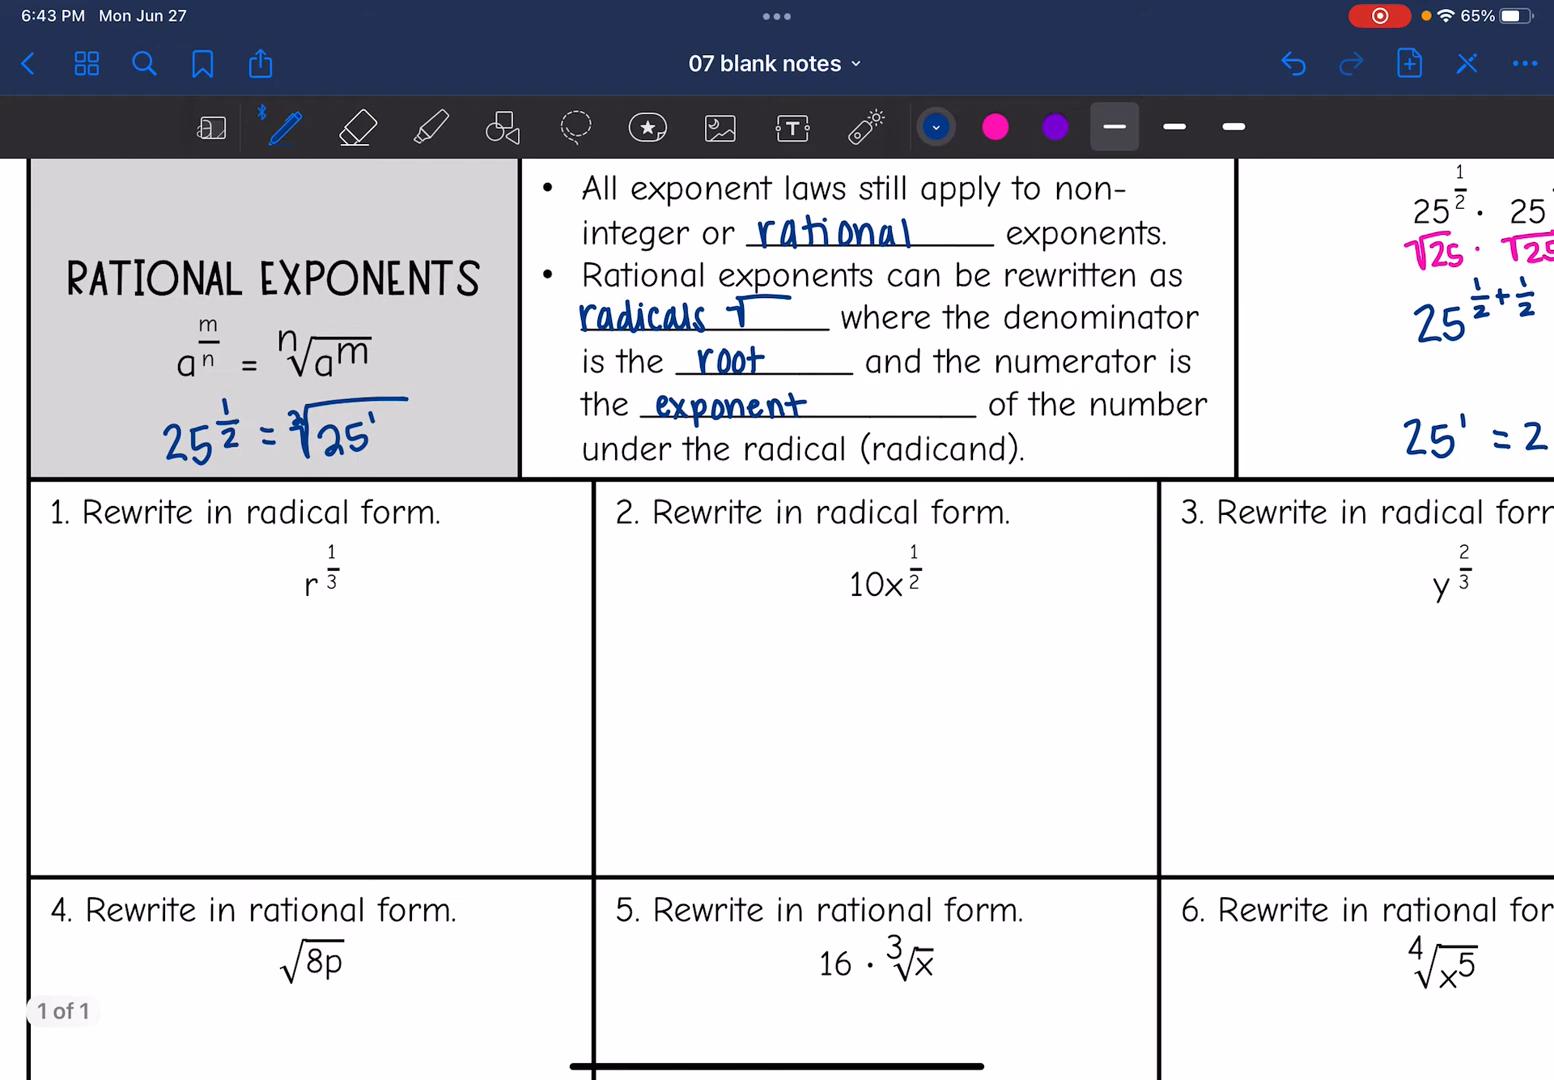 6:43 PM Mon Jun 27
65%
07 blank notes
T
RATIONAL EXPONENTS
a^(m/n) = ⁿ√(a^m)
25^(1/2) = ²√(25¹)
• All exponent laws still apply to non-
integer or rational exponents.
• Rational exponents can be rewritten as
radicals √ where the denominator
is the root and the numerator is
the exponent of the number
under the radical (radicand).
25^(1/2) · 25
√25 · √25
25^(1/2 + 1/2)
25¹ = 2
1. Rewrite in radical form.
r^(1/3)
2. Rewrite in radical form.
10x^(1/2)
3. Rewrite in radical form
y^(2/3)
4. Rewrite in rational form.
√(8p)
5. Rewrite in rational form.
16 · ³√x
6. Rewrite in rational for
⁴√(x⁵)
1 of 1